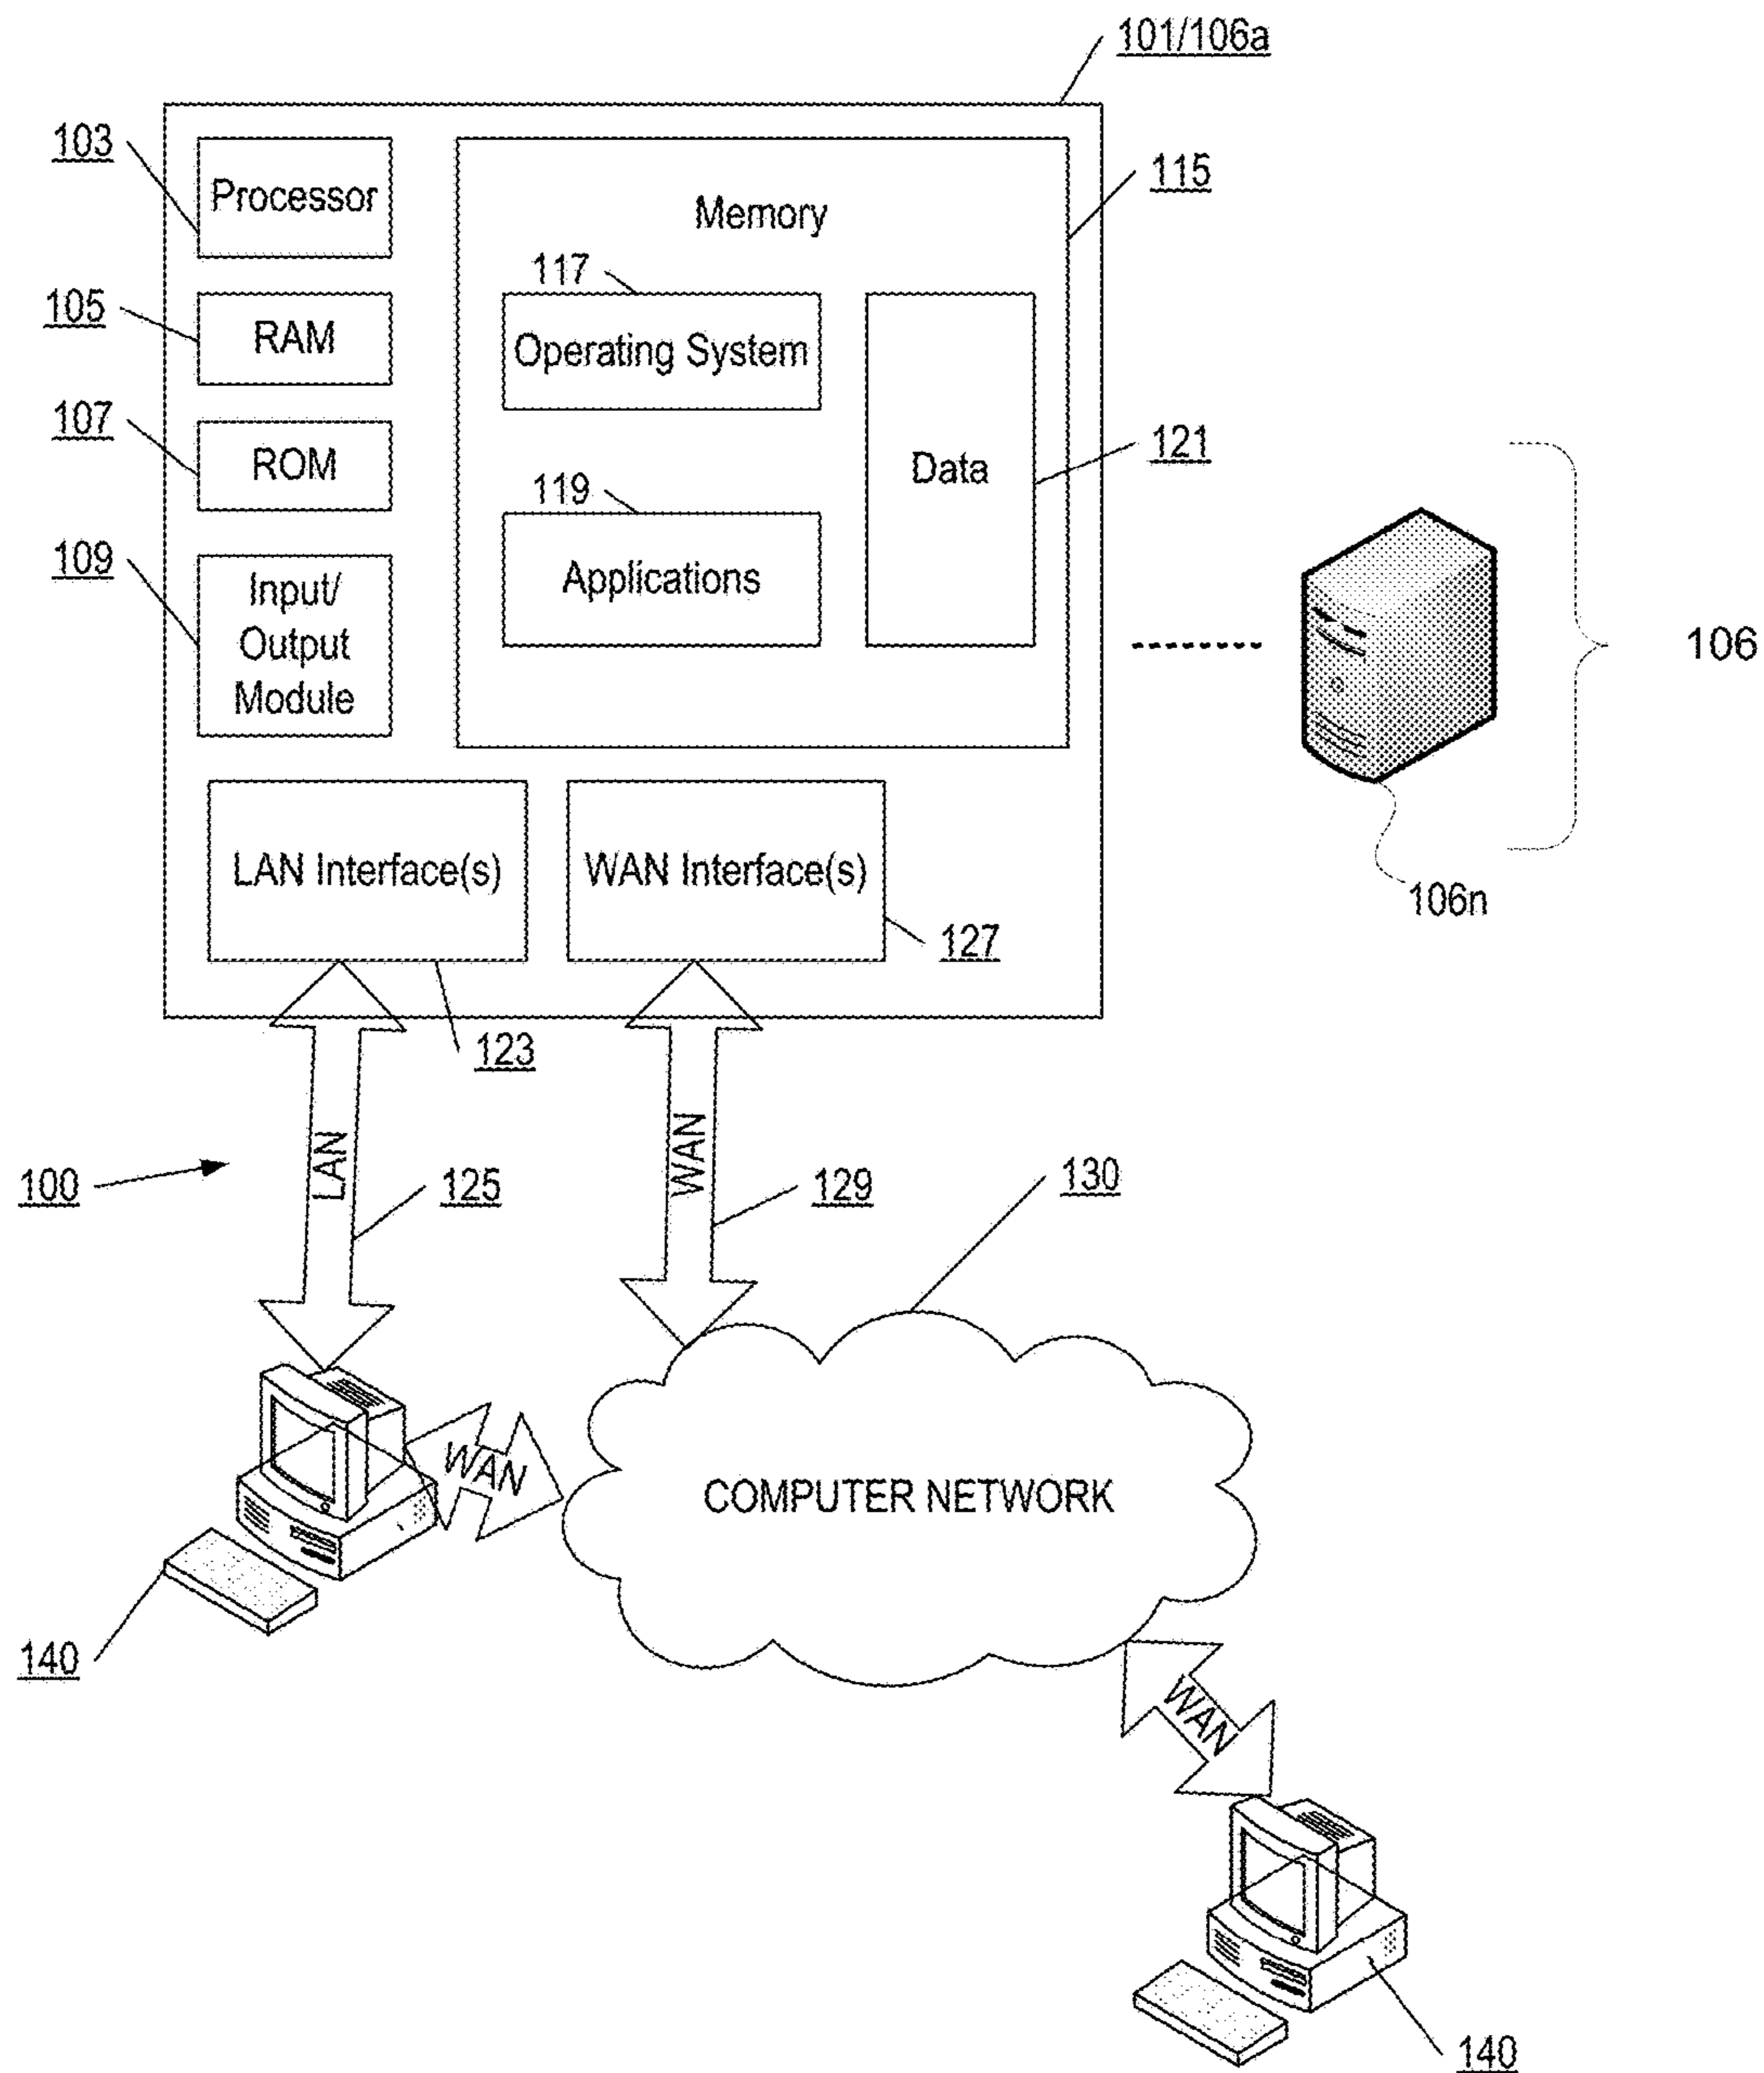 101/106a
103
Processor
Memory
115
117
105
RAM
Operating System
107
ROM
121
Data
119
109
Input/
Output
Module
Applications
106
LAN Interface(s)
WAN Interface(s)
106n
127
123
LAN
WAN
100
125
129
130
WAN
COMPUTER NETWORK
140
WAN
140